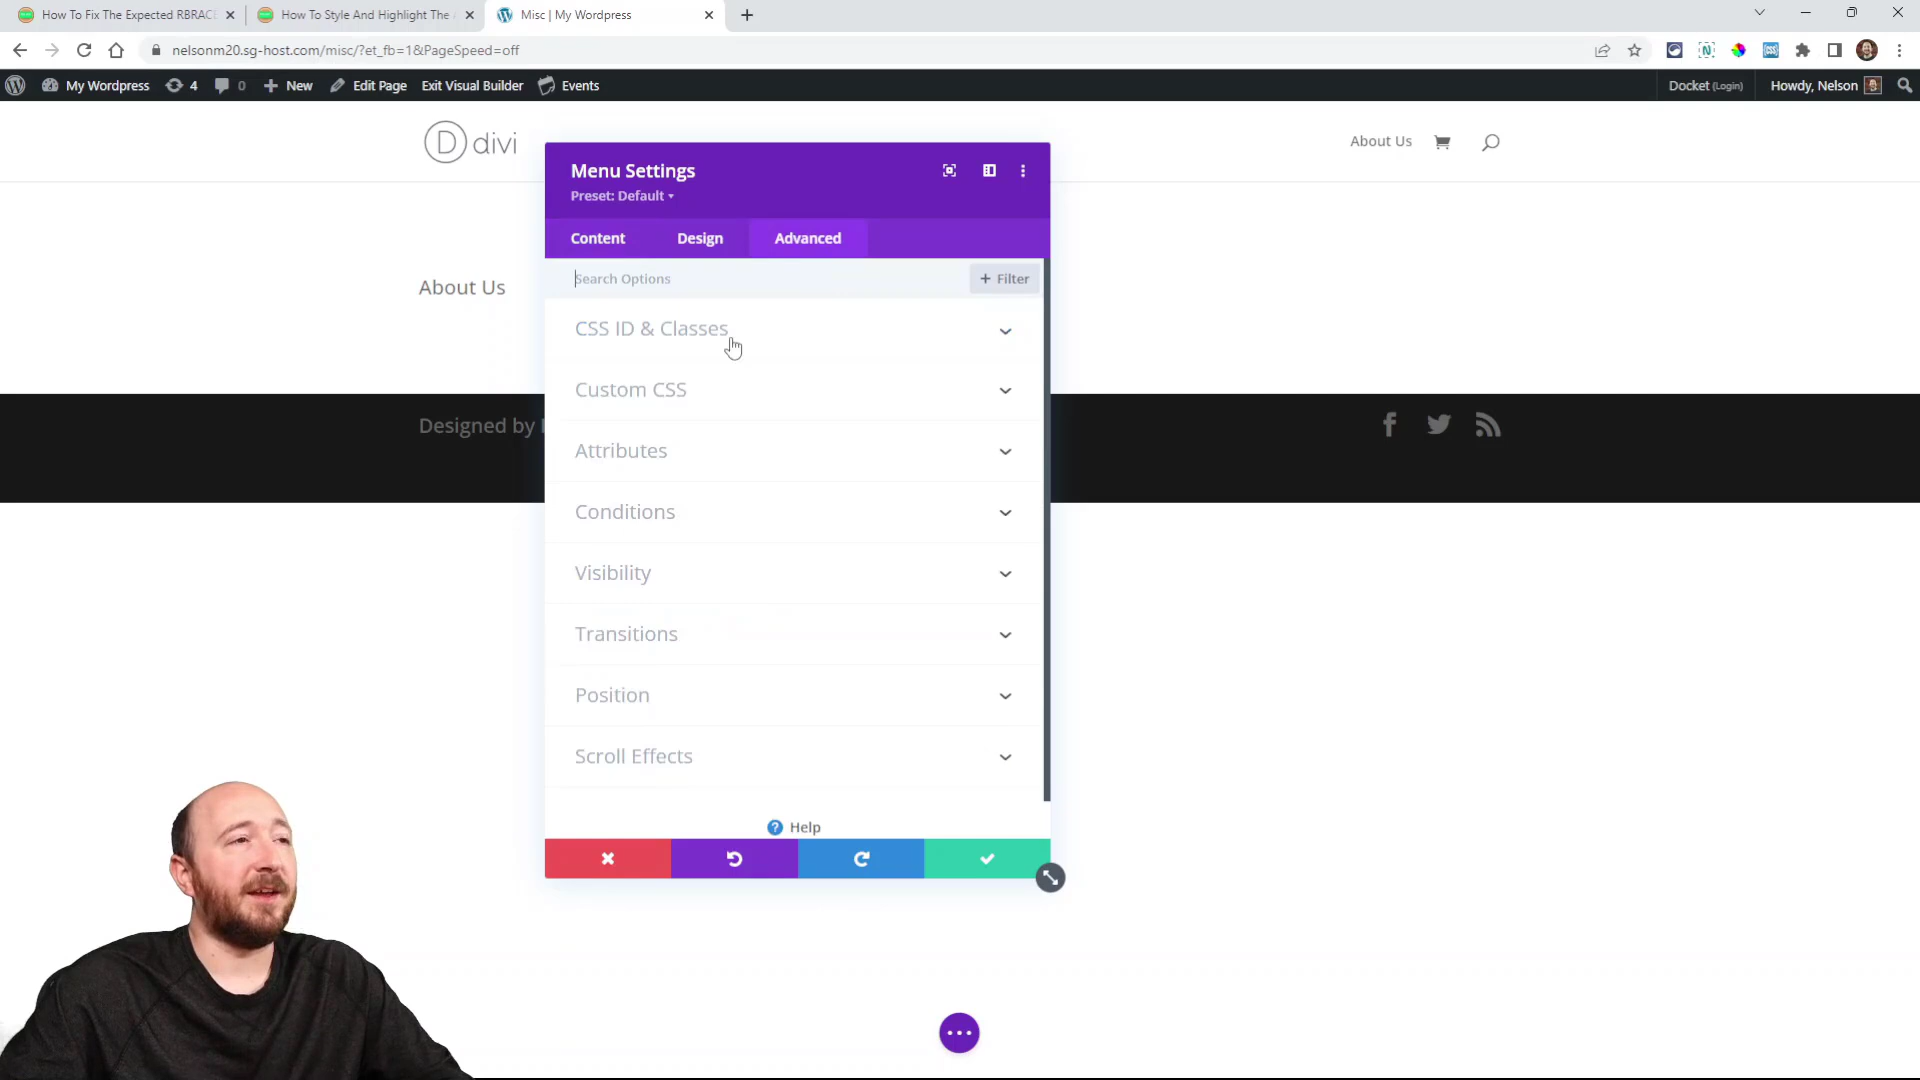 How To Fix The Expected RBRACE
How To Style And Highlight The
Misc | My Wordpress
nelsonm20.sg-host.com/misc/?et_fb=1&PageSpeed=off
My Wordpress
4
0
New
Edit Page
Exit Visual Builder
Events
Docket (Login)
Howdy, Nelson
D divi
About Us
Menu Settings
Preset: Default
Content
Design
Advanced
Search Options
+ Filter
About Us
CSS ID & Classes
Custom CSS
Designed by
Attributes
Conditions
Visibility
Transitions
Position
Scroll Effects
? Help